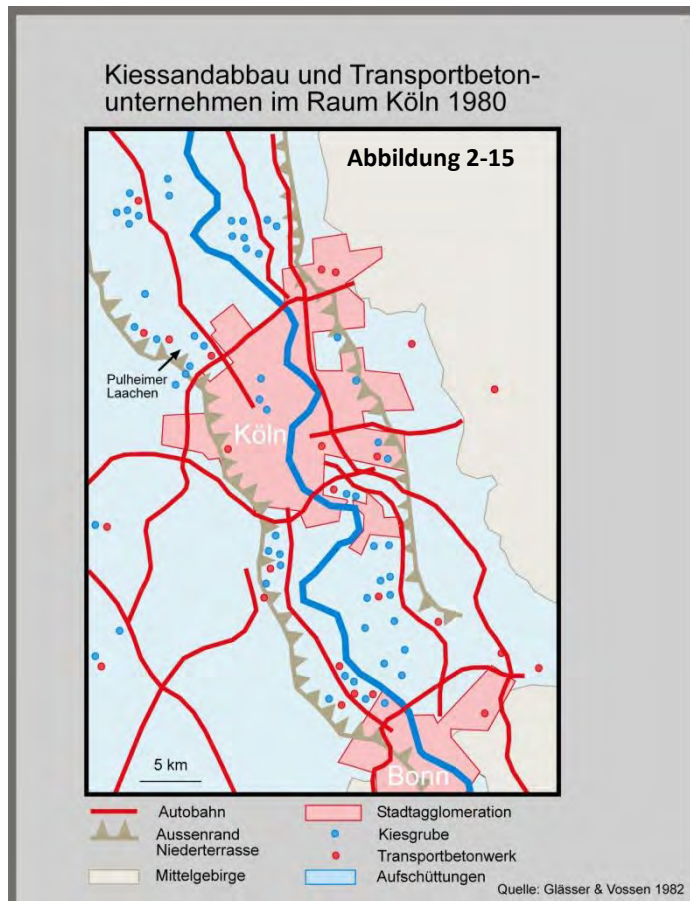 Kiessandabbau und Transportbeton-
unternehmen im Raum Köln 1980
Abbildung 2-15
Pulheimer
Laachen
Köln
Bonn
5 km
Autobahn
Aussenrand
Niederterrasse
Mittelgebirge
Stadtagglomeration
Kiesgrube
Transportbetonwerk
Aufschüttungen
Quelle: Glässer & Vossen 1982